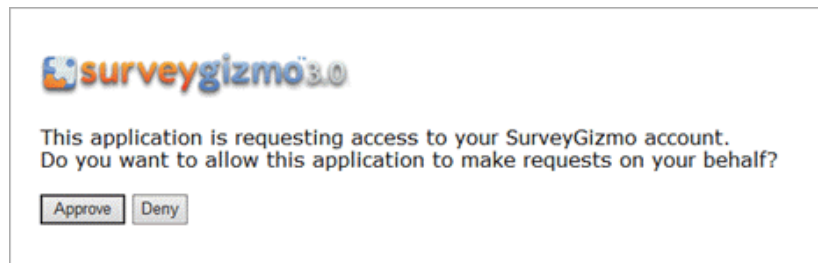 surveygizmo™3.0
This application is requesting access to your SurveyGizmo account.
Do you want to allow this application to make requests on your behalf?
Approve Deny